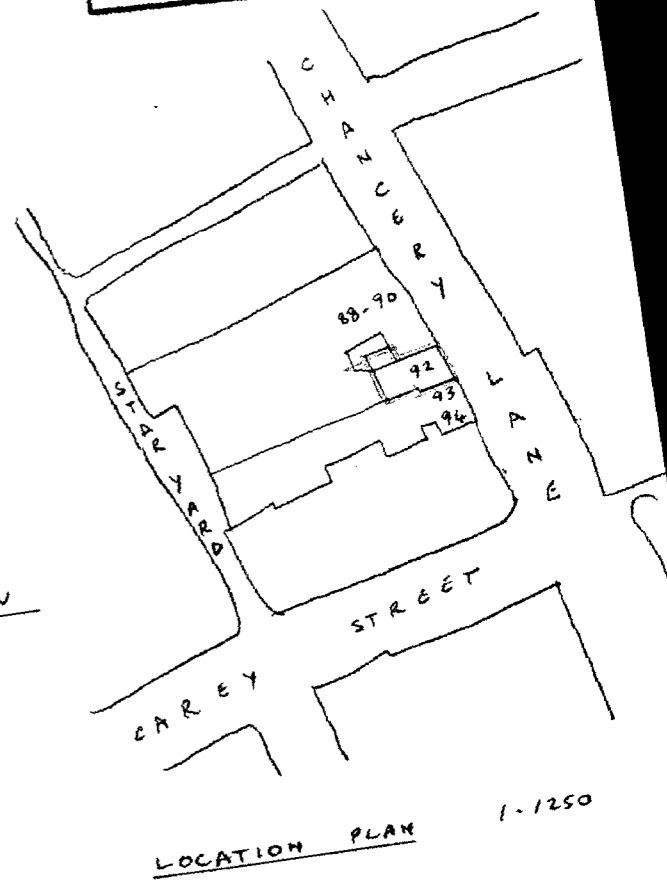 CHANCERY LANE
88-90
92
93
94
STAR YARD
CAREY STREET
LOCATION PLAN 1-1250